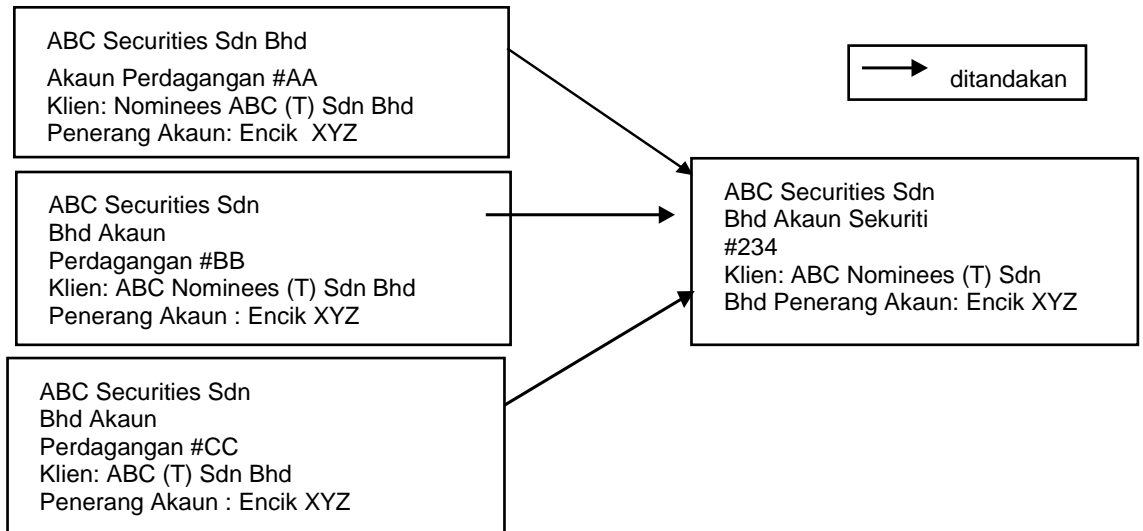 ABC Securities Sdn Bhd
Akaun Perdagangan #AA
Klien: Nominees ABC (T) Sdn Bhd
Penerang Akaun: Encik XYZ
ditandakan
ABC Securities Sdn
Bhd Akaun
Perdagangan #BB
Klien: ABC Nominees (T) Sdn Bhd
Penerang Akaun : Encik XYZ
ABC Securities Sdn
Bhd Akaun Sekuriti
#234
Klien: ABC Nominees (T) Sdn
Bhd Penerang Akaun: Encik XYZ
ABC Securities Sdn
Bhd Akaun
Perdagangan #CC
Klien: ABC (T) Sdn Bhd
Penerang Akaun : Encik XYZ